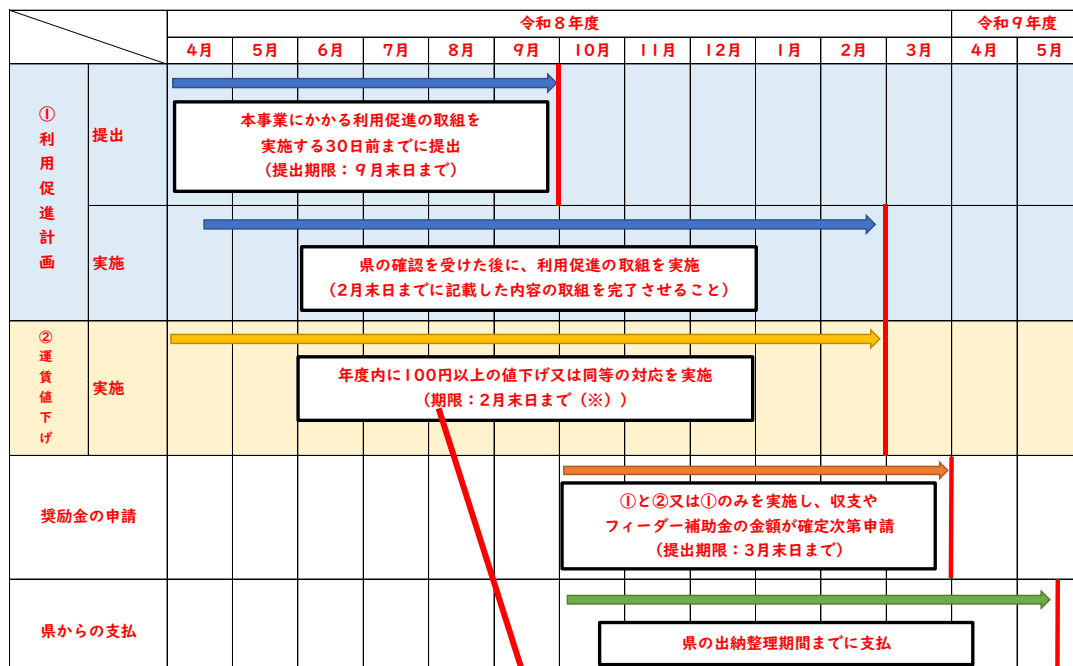 令和8年度 令和9年度
4月 5月 6月 7月 8月 9月 10月 11月 12月 1月 2月 3月 4月 5月
①利用促進計画
提出
本事業にかかる利用促進の取組を
実施する30日前までに提出
(提出期限：9月末日まで)
実施
県の確認を受けた後に、利用促進の取組を実施
(2月末日までに記載した内容の取組を完了させること)
②運賃値下げ
実施
年度内に100円以上の値下げ又は同等の対応を実施
(期限：2月末日まで(※))
奨励金の申請
①と②又は①のみを実施し、収支や
フィーダー補助金の金額が確定次第申請
(提出期限：3月末日まで)
県からの支払
県の出納整理期間までに支払